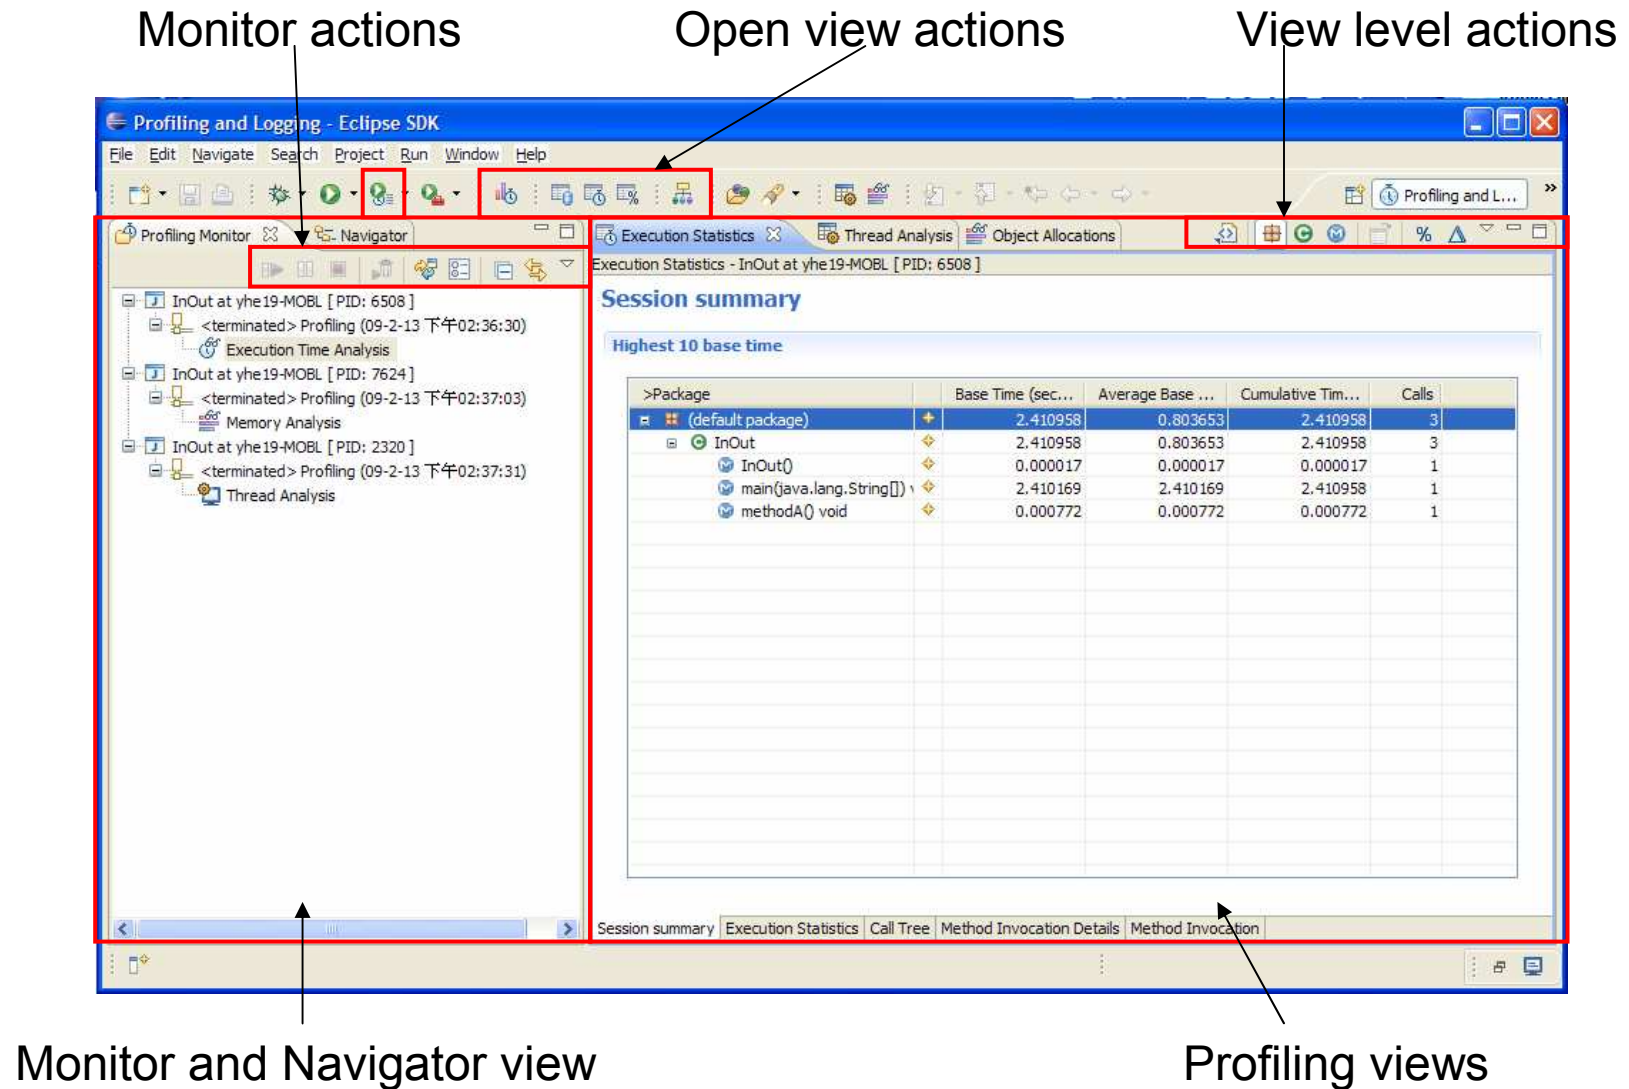 Monitor actions
Open view actions
View level actions
Profiling and Logging - Eclipse SDK
File Edit Navigate Search Project Run Window Help
Profiling and L... »
Profiling Monitor
Navigator
Execution Statistics
Thread Analysis
Object Allocations
Execution Statistics - InOut at yhe19-MOBL [ PID: 6508 ]
InOut at yhe19-MOBL [ PID: 6508 ]
<terminated> Profiling (09-2-13 下午02:36:30)
Execution Time Analysis
InOut at yhe19-MOBL [ PID: 7624 ]
<terminated> Profiling (09-2-13 下午02:37:03)
Memory Analysis
InOut at yhe19-MOBL [ PID: 2320 ]
<terminated> Profiling (09-2-13 下午02:37:31)
Thread Analysis
Session summary
Highest 10 base time
>Package Base Time (sec... Average Base ... Cumulative Tim... Calls
(default package) 2.410958 0.803653 2.410958 3
InOut 2.410958 0.803653 2.410958 3
InOut() 0.000017 0.000017 0.000017 1
main(java.lang.String[]) 2.410169 2.410169 2.410958 1
methodA() void 0.000772 0.000772 0.000772 1
Session summary Execution Statistics Call Tree Method Invocation Details Method Invocation
Monitor and Navigator view
Profiling views